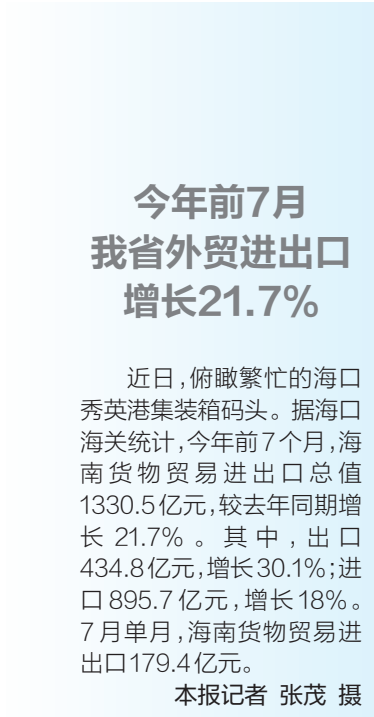 今年前7月
我省外贸进出口
增长21.7%
近日,俯瞰繁忙的海口
秀英港集装箱码头。据海口
海关统计,今年前7个月,海
南货物贸易进出口总值
1330.5亿元,较去年同期增
长 21.7% 。其中,出口
434.8亿元,增长30.1%;进
口895.7亿元,增长18%。
7月单月,海南货物贸易进
出口179.4亿元。
本报记者 张茂 摄